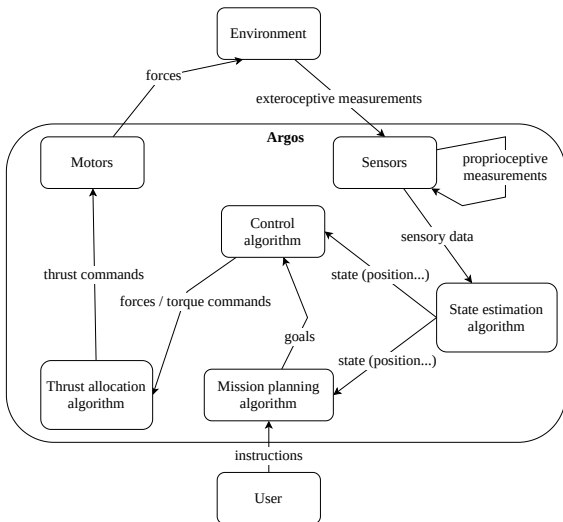 Environment
forces
exteroceptive measurements
Argos
Motors
Sensors
proprioceptive
measurements
Control
algorithm
sensory data
thrust commands
state (position...)
forces / torque commands
State estimation
algorithm
goals
state (position...)
Thrust allocation
algorithm
Mission planning
algorithm
instructions
User